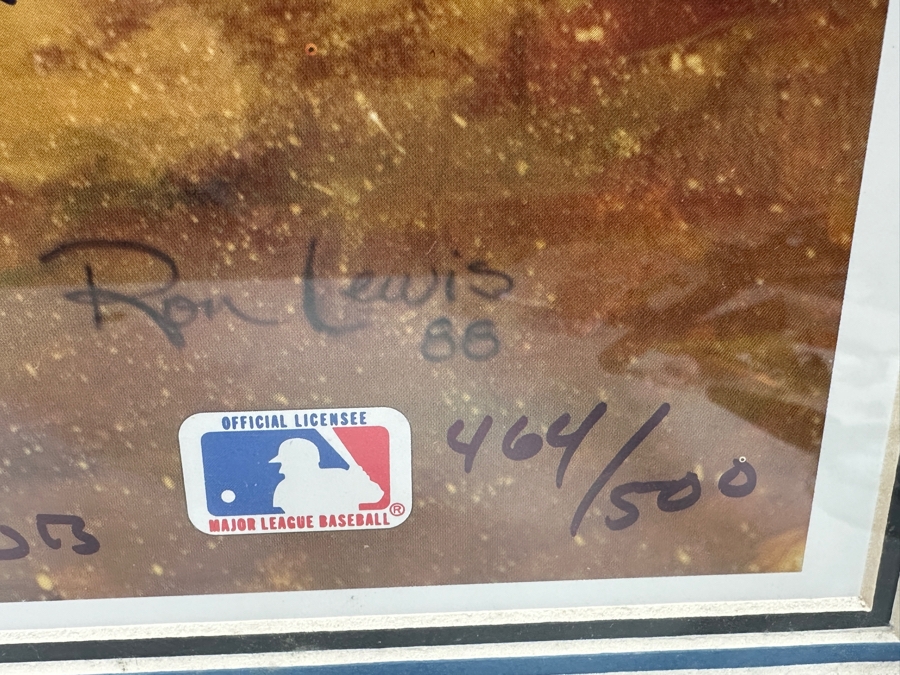 Ron Lewis
88
OFFICIAL LICENSEE
MAJOR LEAGUE BASEBALL®
464/500